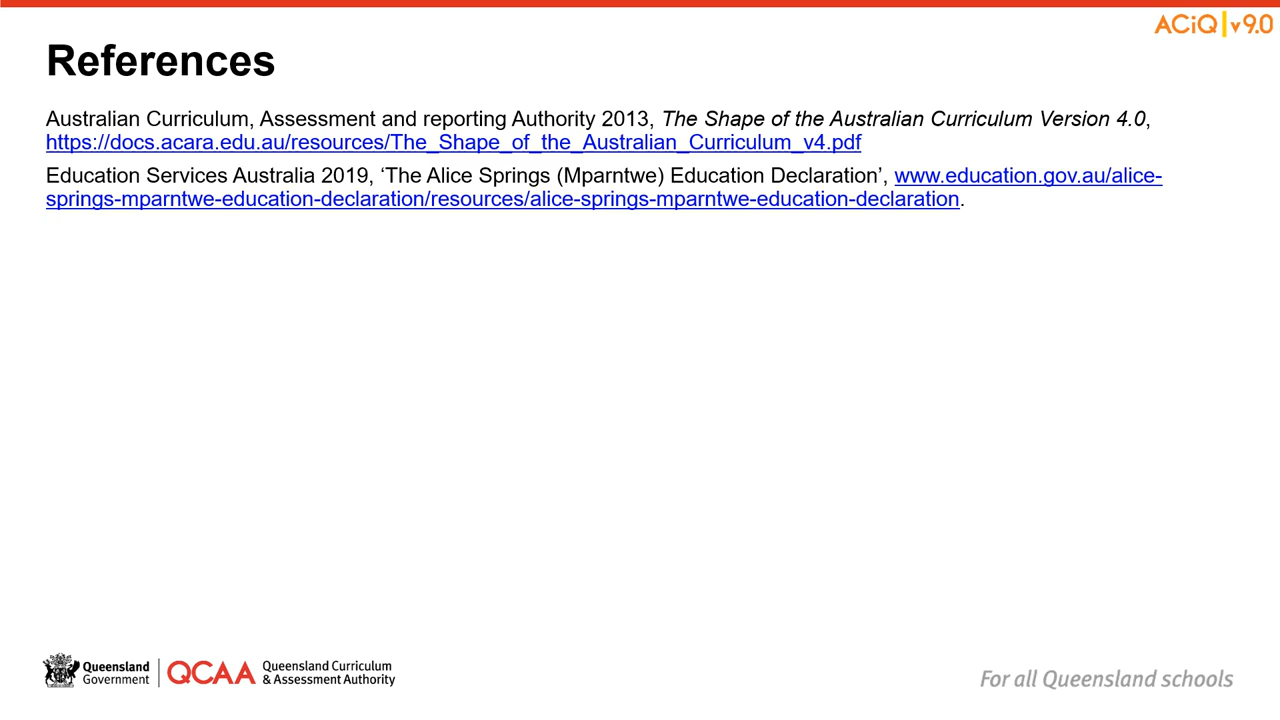 ACiQ | v9.0
References
Australian Curriculum, Assessment and reporting Authority 2013, The Shape of the Australian Curriculum Version 4.0,
https://docs.acara.edu.au/resources/The_Shape_of_the_Australian_Curriculum_v4.pdf
Education Services Australia 2019, ‘The Alice Springs (Mparntwe) Education Declaration’, www.education.gov.au/alice-
springs-mparntwe-education-declaration/resources/alice-springs-mparntwe-education-declaration.
Queensland
Government
QCAA
Queensland Curriculum
& Assessment Authority
For all Queensland schools